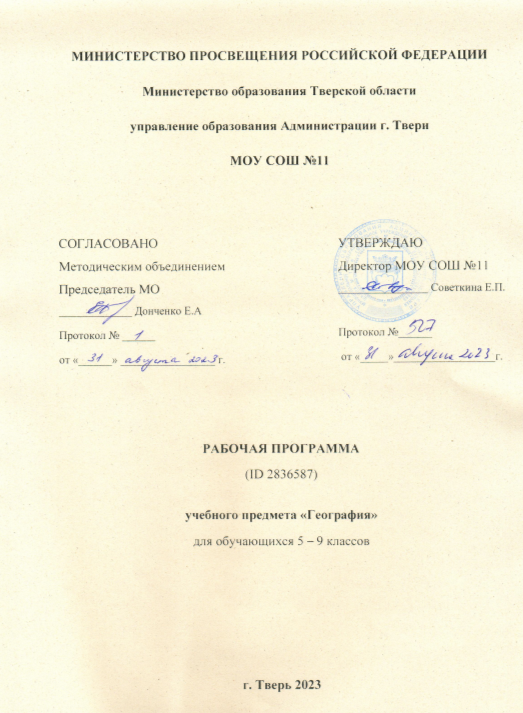 МИНИСТЕРСТВО ПРОСВЕЩЕНИЯ РОССИЙСКОЙ ФЕДЕРАЦИИ
Министерство образования Тверской области
управление образования Администрации г. Твери
МОУ СОШ №11
СОГЛАСОВАНО
Методическим объединением
Председатель МО
Донченко Е.А
Протокол № 1
от «31» августа 2023г.
УТВЕРЖДАЮ
Директор МОУ СОШ №11
Советкина Е.П.
Протокол № 527
от «31» августа 2023 г.
РАБОЧАЯ ПРОГРАММА
(ID 2836587)
учебного предмета «География»
для обучающихся 5 – 9 классов
г. Тверь 2023